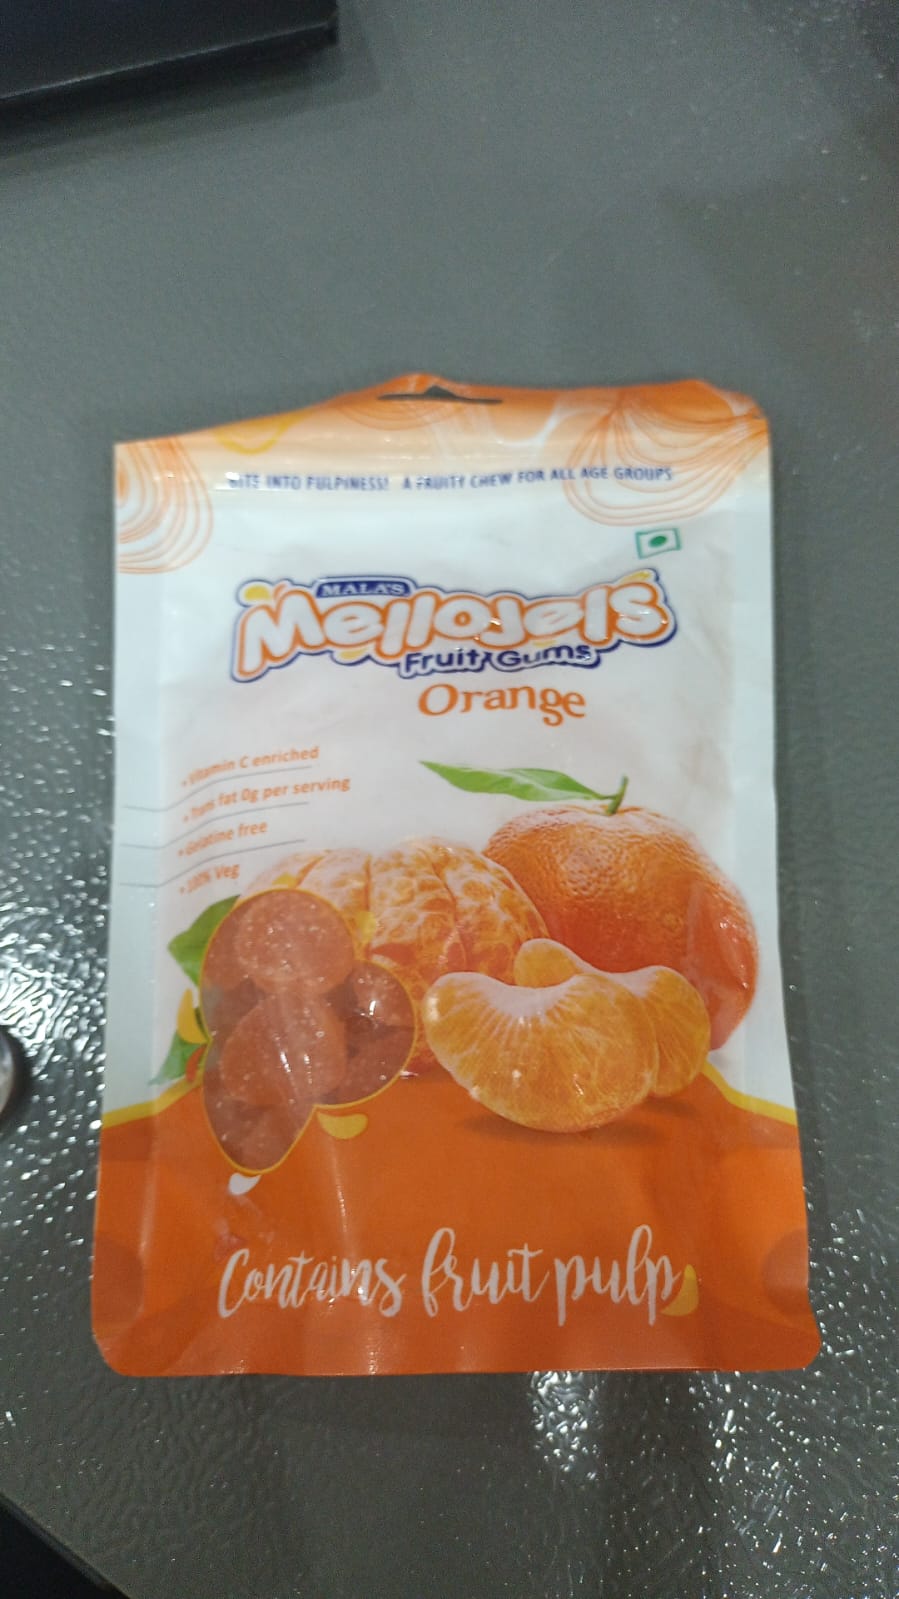 BITE INTO PULPINESS! A FRUITY CHEW FOR ALL AGE GROUPS
MALA'S
Mellojels
Fruit Gums
Orange
• Vitamin C enriched
• Trans fat 0g per serving
• Gelatine free
• 100% Veg
Contains fruit pulp